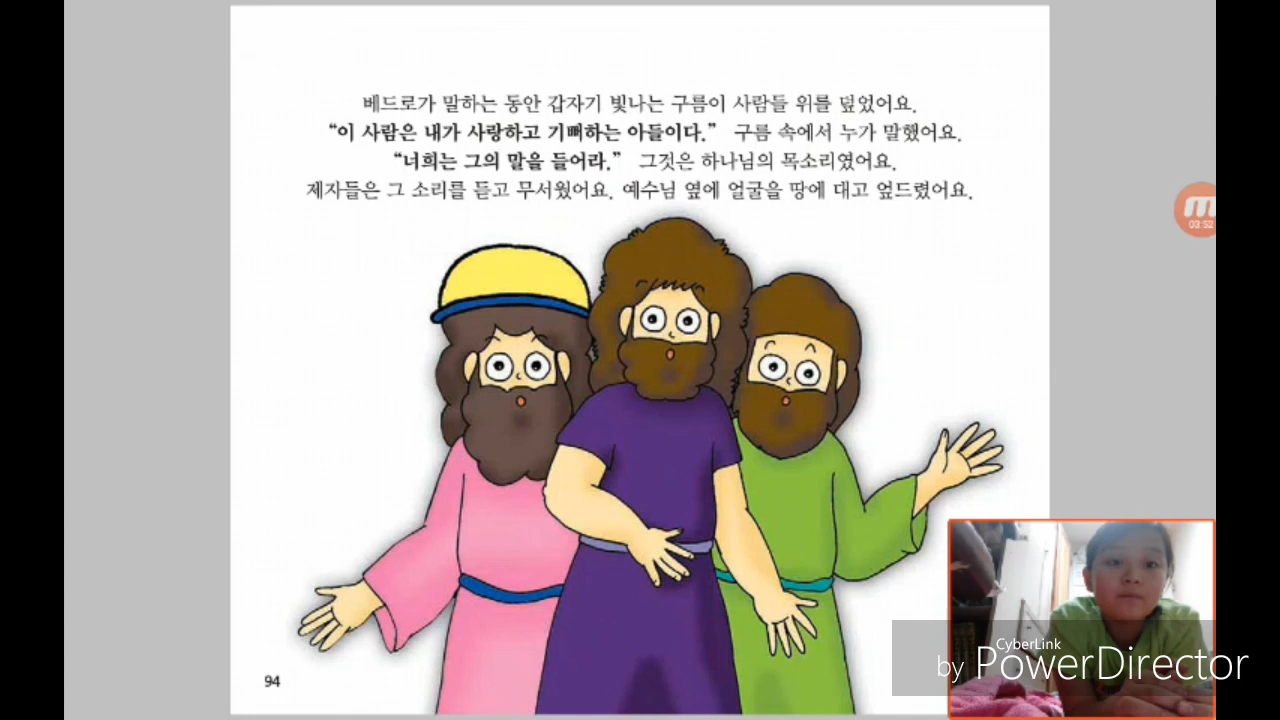 베드로가 말하는 동안 갑자기 빛나는 구름이 사람들 위를 덮었어요.
“이 사람은 내가 사랑하고 기뻐하는 아들이다.” 구름 속에서 누가 말했어요.
“너희는 그의 말을 들어라.” 그것은 하나님의 목소리였어요.
제자들은 그 소리를 듣고 무서웠어요. 예수님 옆에 얼굴을 땅에 대고 엎드렸어요.
03:52
94
CyberLink
by PowerDirector